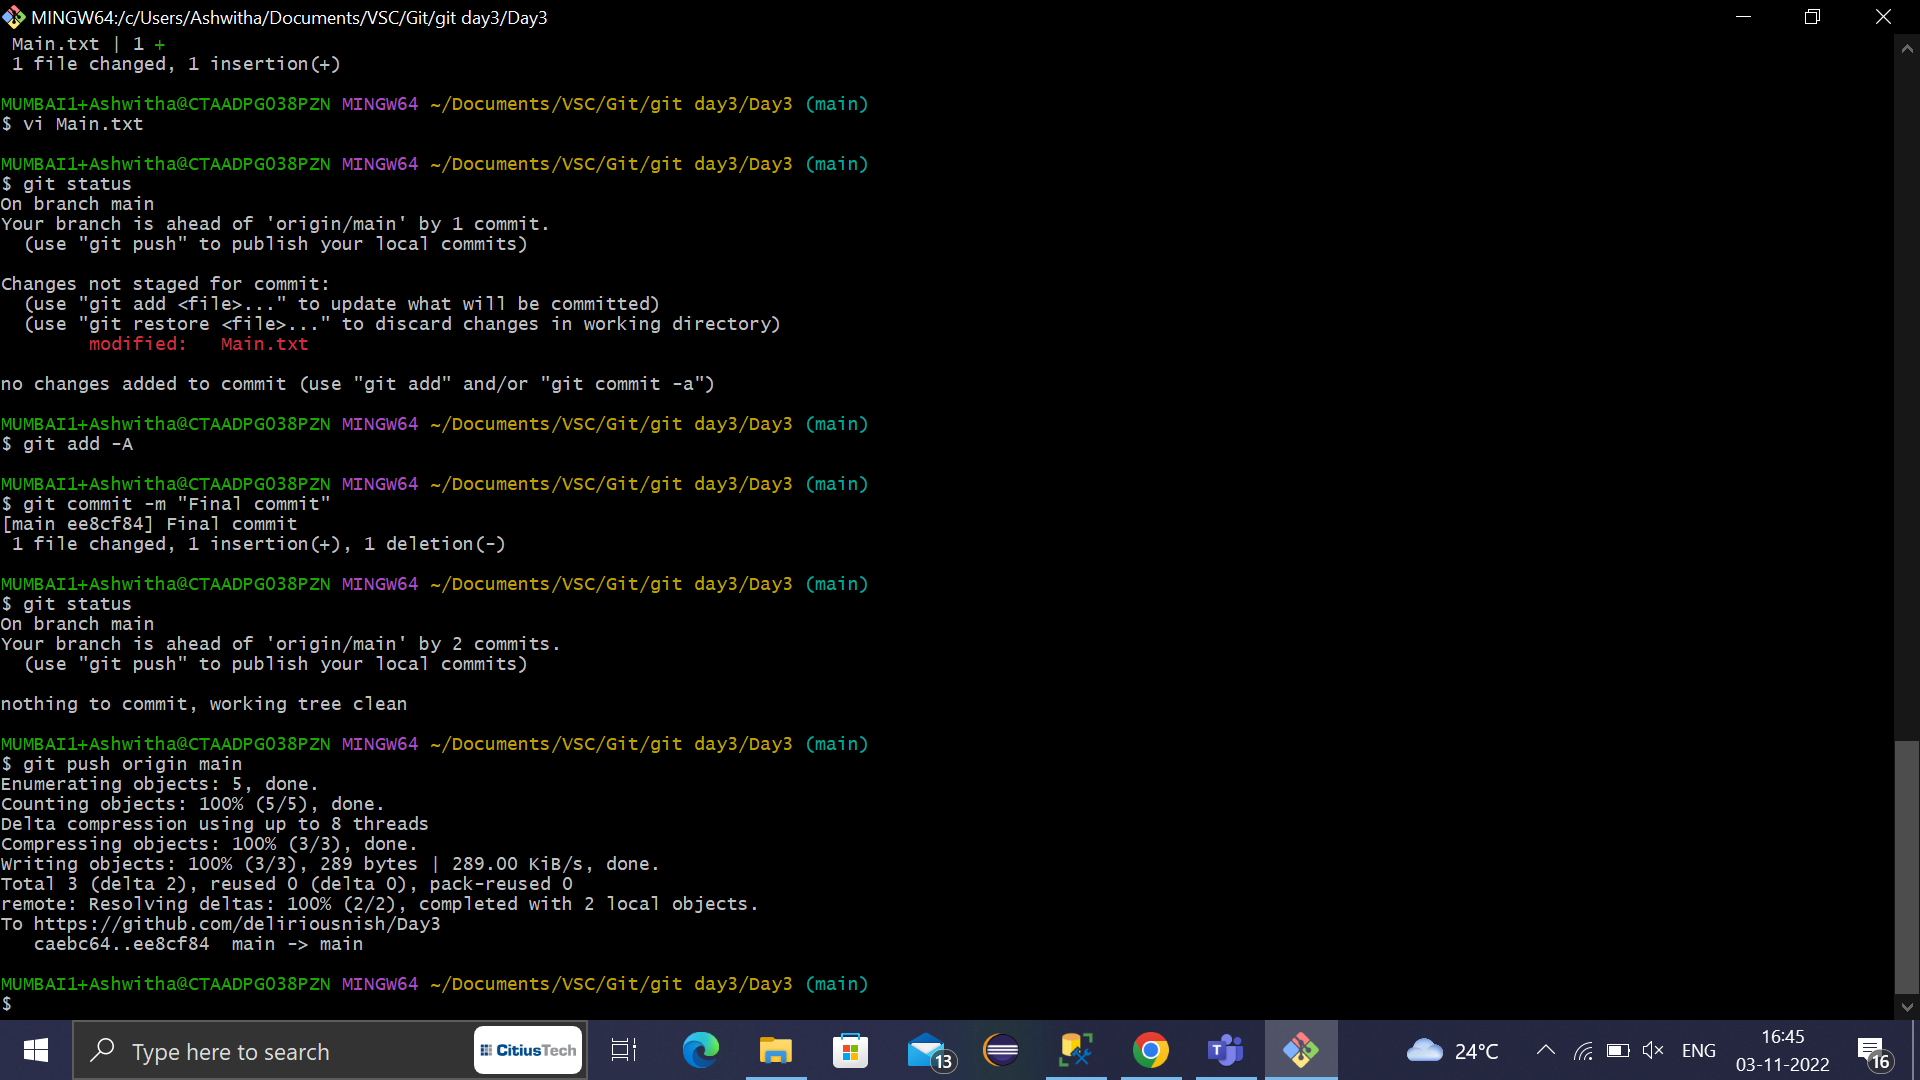 MINGW64:/c/Users/Ashwitha/Documents/VSC/Git/git day3/Day3
Main.txt | 1 +
1 file changed, 1 insertion(+)
MUMBAI1+Ashwitha@CTAADPG038PZN MINGW64 ~/Documents/VSC/Git/git day3/Day3 (main)
$ vi Main.txt
MUMBAI1+Ashwitha@CTAADPG038PZN MINGW64 ~/Documents/VSC/Git/git day3/Day3 (main)
$ git status
On branch main
Your branch is ahead of 'origin/main' by 1 commit.
(use "git push" to publish your local commits)
Changes not staged for commit:
(use "git add <file>..." to update what will be committed)
(use "git restore <file>..." to discard changes in working directory)
modified:   Main.txt
no changes added to commit (use "git add" and/or "git commit -a")
MUMBAI1+Ashwitha@CTAADPG038PZN MINGW64 ~/Documents/VSC/Git/git day3/Day3 (main)
$ git add -A
MUMBAI1+Ashwitha@CTAADPG038PZN MINGW64 ~/Documents/VSC/Git/git day3/Day3 (main)
$ git commit -m "Final commit"
[main ee8cf84] Final commit
1 file changed, 1 insertion(+), 1 deletion(-)
MUMBAI1+Ashwitha@CTAADPG038PZN MINGW64 ~/Documents/VSC/Git/git day3/Day3 (main)
$ git status
On branch main
Your branch is ahead of 'origin/main' by 2 commits.
(use "git push" to publish your local commits)
nothing to commit, working tree clean
MUMBAI1+Ashwitha@CTAADPG038PZN MINGW64 ~/Documents/VSC/Git/git day3/Day3 (main)
$ git push origin main
Enumerating objects: 5, done.
Counting objects: 100% (5/5), done.
Delta compression using up to 8 threads
Compressing objects: 100% (3/3), done.
Writing objects: 100% (3/3), 289 bytes | 289.00 KiB/s, done.
Total 3 (delta 2), reused 0 (delta 0), pack-reused 0
remote: Resolving deltas: 100% (2/2), completed with 2 local objects.
To https://github.com/deliriousnish/Day3
caebc64..ee8cf84  main -> main
MUMBAI1+Ashwitha@CTAADPG038PZN MINGW64 ~/Documents/VSC/Git/git day3/Day3 (main)
$
Type here to search
CitiusTech
13
T
24°C
ENG
16:45
03-11-2022
16